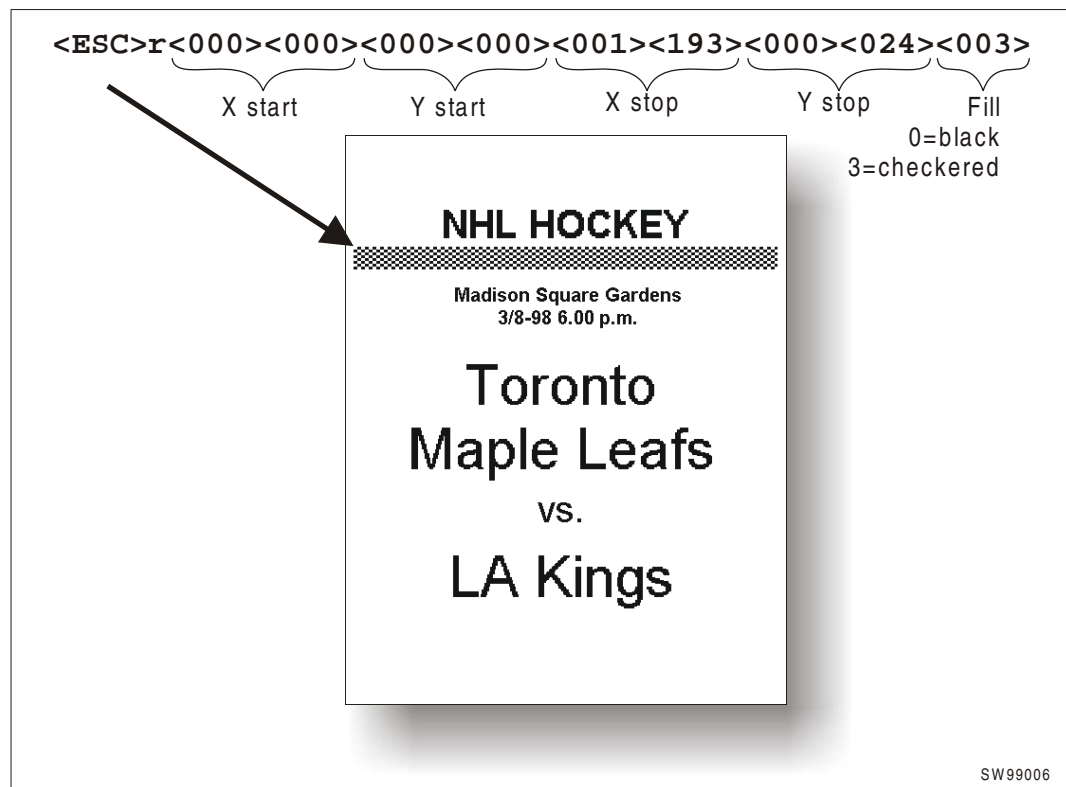 <ESC>r<000><000><000><000><001><193><000><024><003>
X start Y start X stop Y stop Fill
0=black
3=checkered
NHL HOCKEY
Madison Square Gardens
3/8-98 6.00 p.m.
Toronto
Maple Leafs
vs.
LA Kings
SW99006